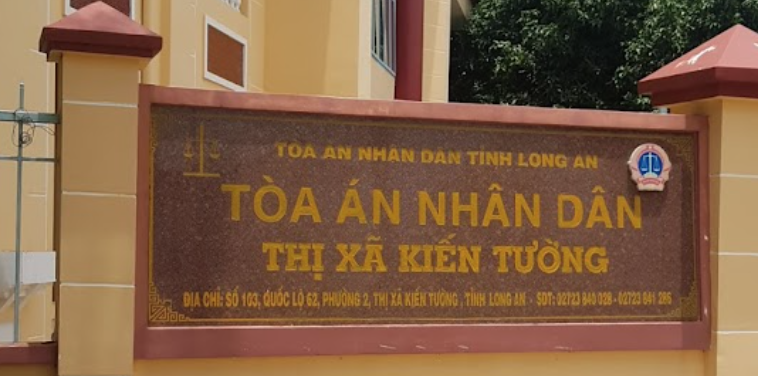 TÒA ÁN NHÂN DÂN TỈNH LONG AN
TÒA ÁN NHÂN DÂN
THỊ XÃ KIẾN TƯỜNG
ĐỊA CHỈ: SỐ 103, QUỐC LỘ 62, PHƯỜNG 2, THỊ XÃ KIẾN TƯỜNG, TỈNH LONG AN - SĐT: 02723 840 028 - 02723 841 286